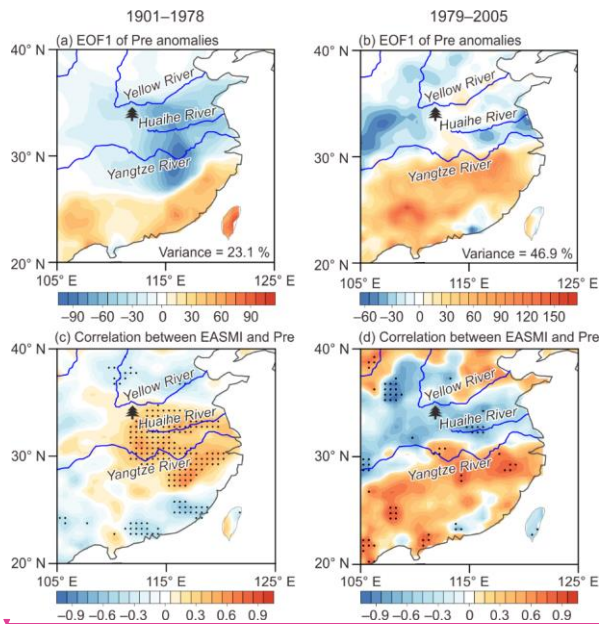 1901–1978
1979–2005
(a) EOF1 of Pre anomalies
40° N
30° N
20° N
Yellow River
Huaihe River
Yangtze River
Variance = 23.1 %
105° E
115° E
125° E
−90 −60 −30 0 30 60 90
(b) EOF1 of Pre anomalies
40° N
30° N
20° N
Yellow River
Huaihe River
Yangtze River
Variance = 46.9 %
105° E
115° E
125° E
−60 −30 0 30 60 90 120 150
(c) Correlation between EASMI and Pre
40° N
30° N
20° N
Yellow River
Huaihe River
Yangtze River
105° E
115° E
125° E
−0.9 −0.6 −0.3 0 0.3 0.6 0.9
(d) Correlation between EASMI and Pre
40° N
30° N
20° N
Yellow River
Huaihe River
Yangtze River
105° E
115° E
125° E
−0.9 −0.6 −0.3 0 0.3 0.6 0.9